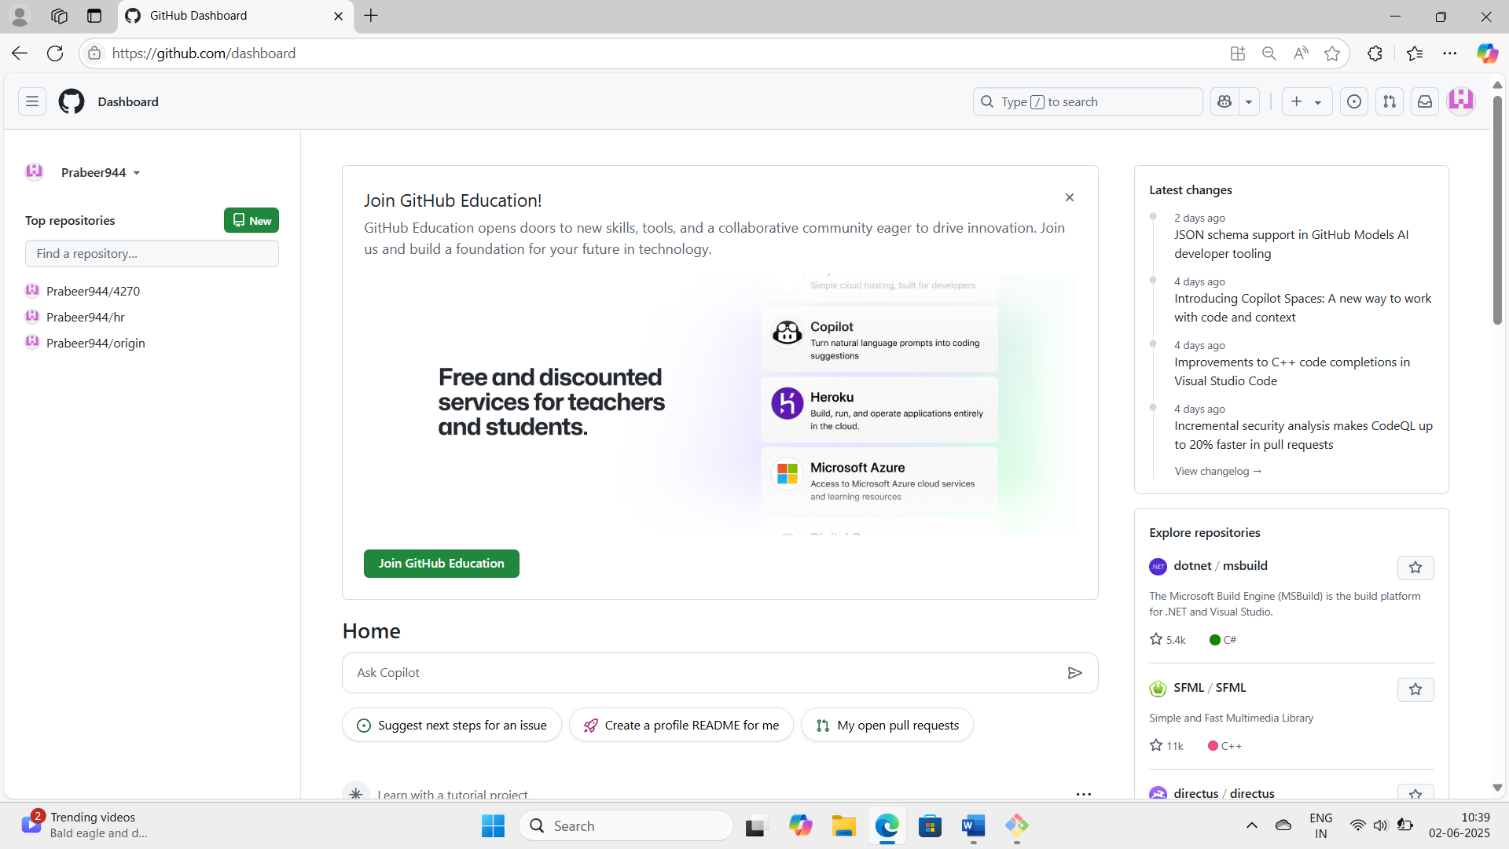 GitHub Dashboard
https://github.com/dashboard
Dashboard
Type / to search
Prabeer944
Top repositories
New
Find a repository...
Prabeer944/4270
Prabeer944/hr
Prabeer944/origin
Join GitHub Education!
GitHub Education opens doors to new skills, tools, and a collaborative community eager to drive innovation. Join
us and build a foundation for your future in technology.
Free and discounted
services for teachers
and students.
Simple cloud hosting, built for developers
Copilot
Turn natural language prompts into coding
suggestions
Heroku
Build, run, and operate applications entirely
in the cloud.
Microsoft Azure
Access to Microsoft Azure cloud services
and learning resources
Join GitHub Education
Home
Ask Copilot
Suggest next steps for an issue
Create a profile README for me
My open pull requests
Learn with a tutorial project
Latest changes
2 days ago
JSON schema support in GitHub Models AI
developer tooling
4 days ago
Introducing Copilot Spaces: A new way to work
with code and context
4 days ago
Improvements to C++ code completions in
Visual Studio Code
4 days ago
Incremental security analysis makes CodeQL up
to 20% faster in pull requests
View changelog →
Explore repositories
.NET
dotnet / msbuild
The Microsoft Build Engine (MSBuild) is the build platform
for .NET and Visual Studio.
5.4k
C#
SFML / SFML
Simple and Fast Multimedia Library
11k
C++
directus / directus
2
Trending videos
Bald eagle and d...
Search
ENG
IN
10:39
02-06-2025